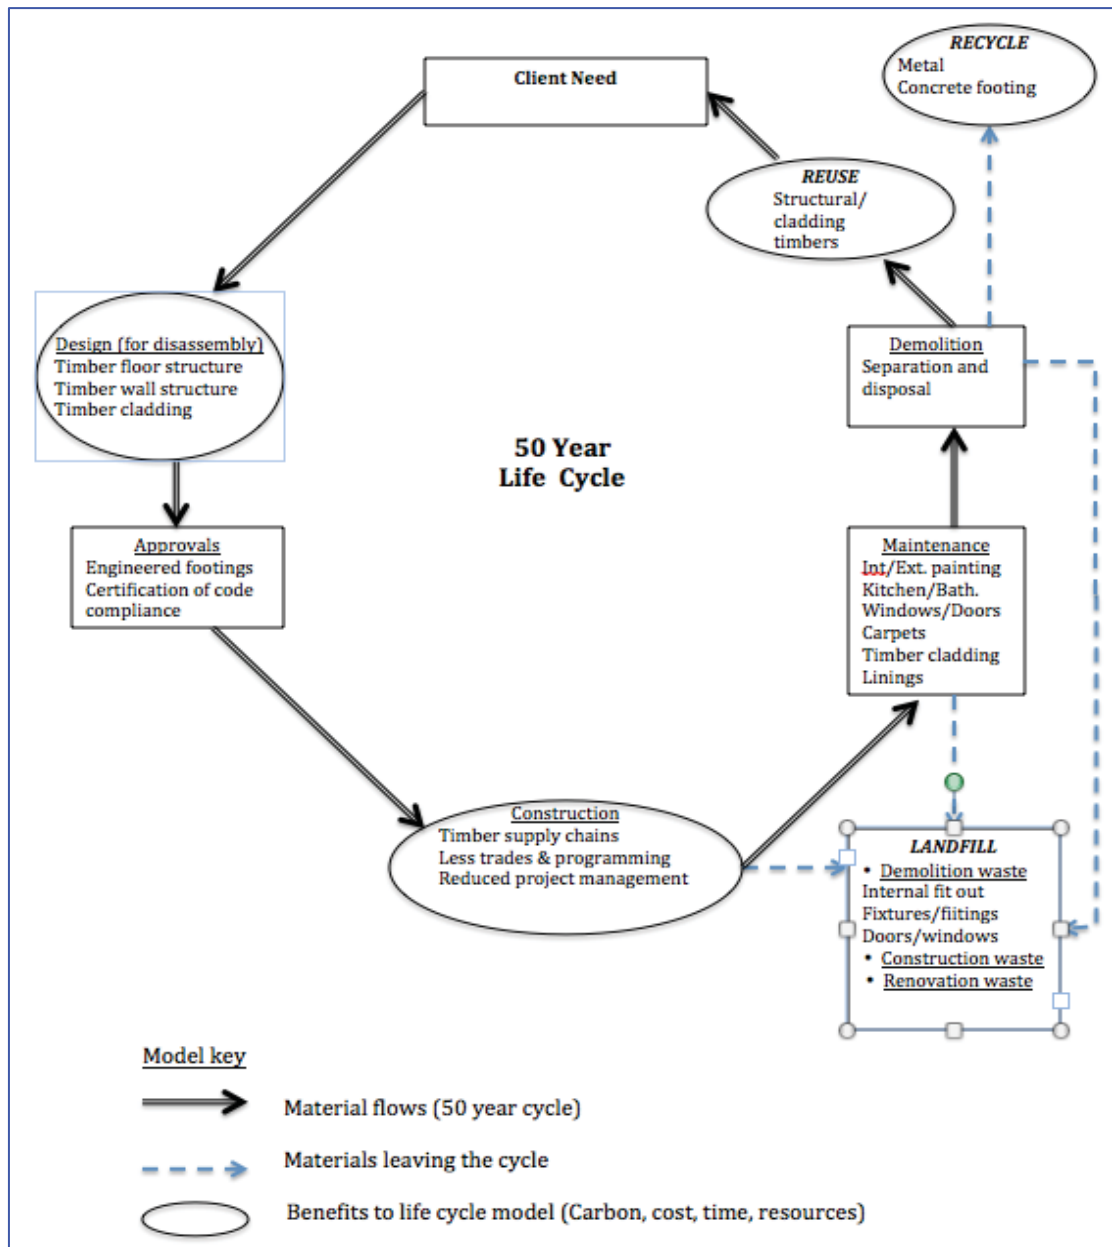 RECYCLE
Metal
Concrete footing
Client Need
REUSE
Structural/
cladding
timbers
Design (for disassembly)
Timber floor structure
Timber wall structure
Timber cladding
Demolition
Separation and
disposal
50 Year
Life Cycle
Approvals
Engineered footings
Certification of code
compliance
Maintenance
Int/Ext. painting
Kitchen/Bath.
Windows/Doors
Carpets
Timber cladding
Linings
Construction
Timber supply chains
Less trades & programming
Reduced project management
LANDFILL
• Demolition waste
Internal fit out
Fixtures/fiitings
Doors/windows
• Construction waste
• Renovation waste
Model key
Material flows (50 year cycle)
Materials leaving the cycle
Benefits to life cycle model (Carbon, cost, time, resources)